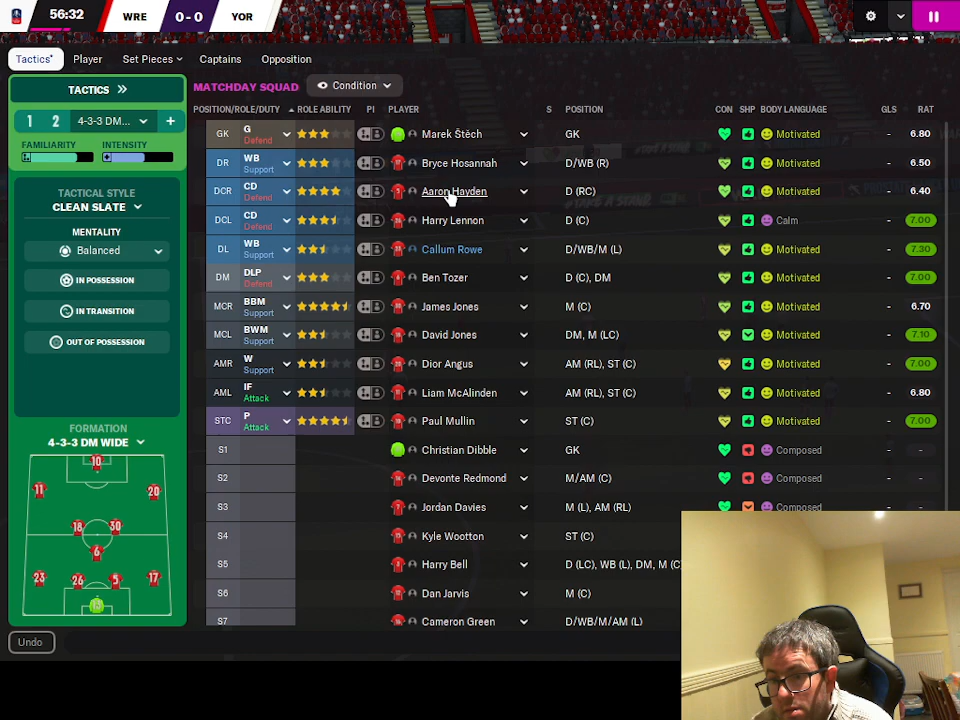 56:32 WRE 0 - 0 YOR
Tactics* Player Set Pieces Captains Opposition
TACTICS
MATCHDAY SQUAD Condition
POSITION/ROLE/DUTY ROLE ABILITY PI PLAYER S POSITION CON SHP BODY LANGUAGE GLS RAT
1 2 4-3-3 DM... +
FAMILIARITY INTENSITY
TACTICAL STYLE
CLEAN SLATE
MENTALITY
Balanced
IN POSSESSION
IN TRANSITION
OUT OF POSSESSION
FORMATION
4-3-3 DM WIDE
10
11 20
18 30
6
23 26 5 17
Undo
GK G Defend Marek Štěch GK Motivated - 6.80
DR WB Support Bryce Hosannah D/WB (R) Motivated - 6.50
DCR CD Defend Aaron Hayden D (RC) Motivated - 6.40
DCL CD Defend Harry Lennon D (C) Calm - 7.00
DL WB Support Callum Rowe D/WB/M (L) Motivated - 7.30
DM DLP Defend Ben Tozer D (C), DM Motivated - 7.00
MCR BBM Support James Jones M (C) Motivated - 6.70
MCL BWM Support David Jones DM, M (LC) Motivated - 7.10
AMR W Support Dior Angus AM (RL), ST (C) Motivated - 7.00
AML IF Attack Liam McAlinden AM (RL), ST (C) Motivated - 6.80
STC P Attack Paul Mullin ST (C) Motivated - 7.00
S1 Christian Dibble GK Composed - -
S2 Devonte Redmond M/AM (C) Composed - -
S3 Jordan Davies M (L), AM (RL) Composed - -
S4 Kyle Wootton ST (C)
S5 Harry Bell D (LC), WB (L), DM, M (C
S6 Dan Jarvis M (C)
S7 Cameron Green D/WB/M/AM (L)